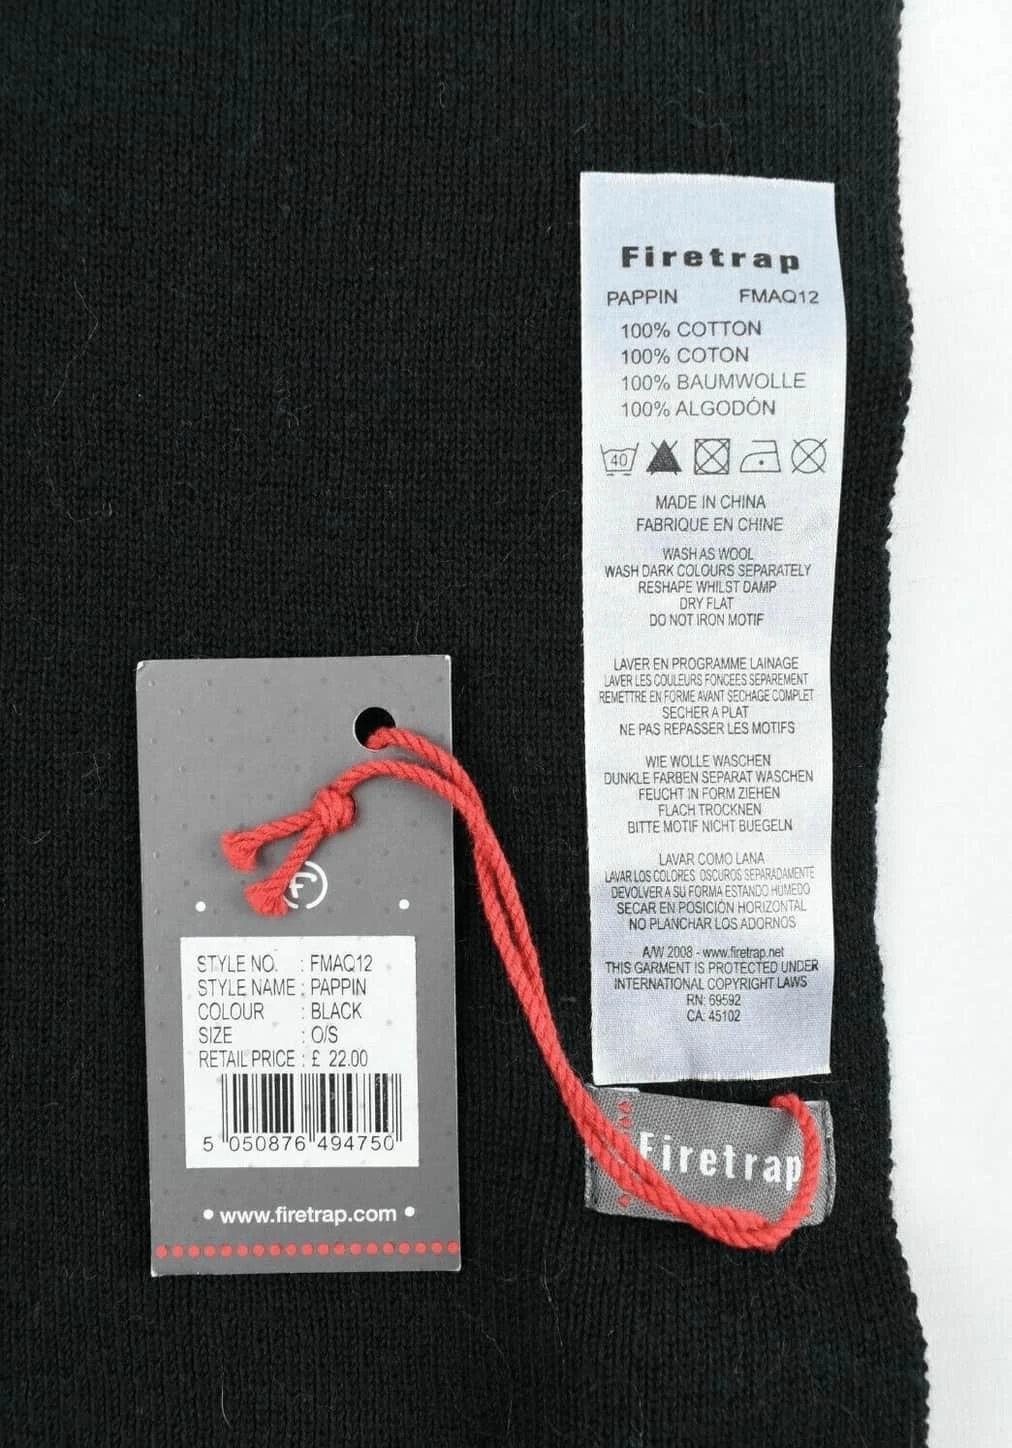 Firetrap
PAPPIN FMAQ12
100% COTTON
100% COTON
100% BAUMWOLLE
100% ALGODÓN
40
MADE IN CHINA
FABRIQUE EN CHINE
WASH AS WOOL
WASH DARK COLOURS SEPARATELY
RESHAPE WHILST DAMP
DRY FLAT
DO NOT IRON MOTIF
LAVER EN PROGRAMME LAINAGE
LAVER LES COULEURS FONCEES SEPAREMENT
REMETTRE EN FORME AVANT SECHAGE COMPLET
SECHER A PLAT
NE PAS REPASSER LES MOTIFS
WIE WOLLE WASCHEN
DUNKLE FARBEN SEPARAT WASCHEN
FEUCHT IN FORM ZIEHEN
FLACH TROCKNEN
BITTE MOTIF NICHT BUEGELN
LAVAR COMO LANA
LAVAR LOS COLORES OSCUROS SEPARADAMENTE
DEVOLVER A SU FORMA ESTANDO HUMEDO
SECAR EN POSICIÓN HORIZONTAL
NO PLANCHAR LOS ADORNOS
A/W 2008 - www.firetrap.net
THIS GARMENT IS PROTECTED UNDER
INTERNATIONAL COPYRIGHT LAWS
RN: 69592
CA: 45102
Firetrap
STYLE NO. : FMAQ12
STYLE NAME : PAPPIN
COLOUR : BLACK
SIZE : O/S
RETAIL PRICE : £ 22.00
5 050876 494750
• www.firetrap.com •